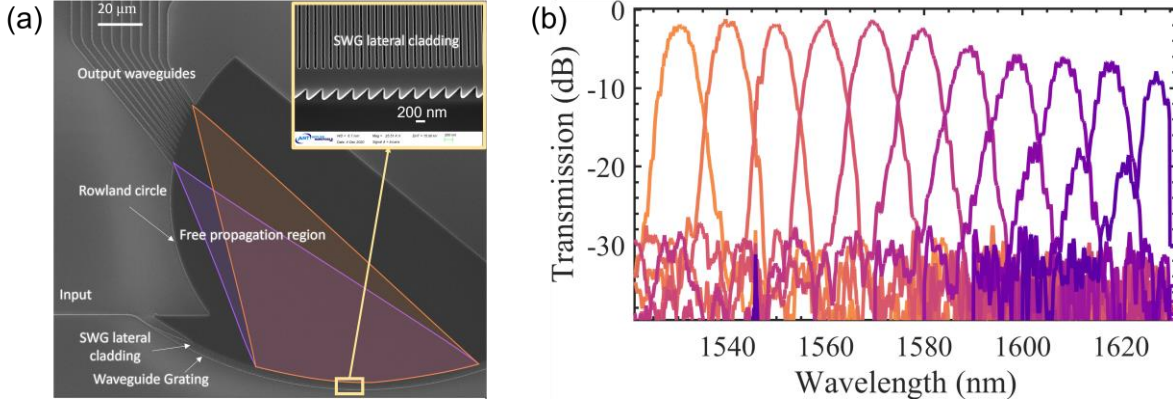 (a)
20 μm
Output waveguides
SWG lateral cladding
200 nm
Rowland circle
Free propagation region
Input
SWG lateral
cladding
Waveguide Grating
(b)
Transmission (dB)
0
-10
-20
-30
1540
1560
1580
1600
1620
Wavelength (nm)